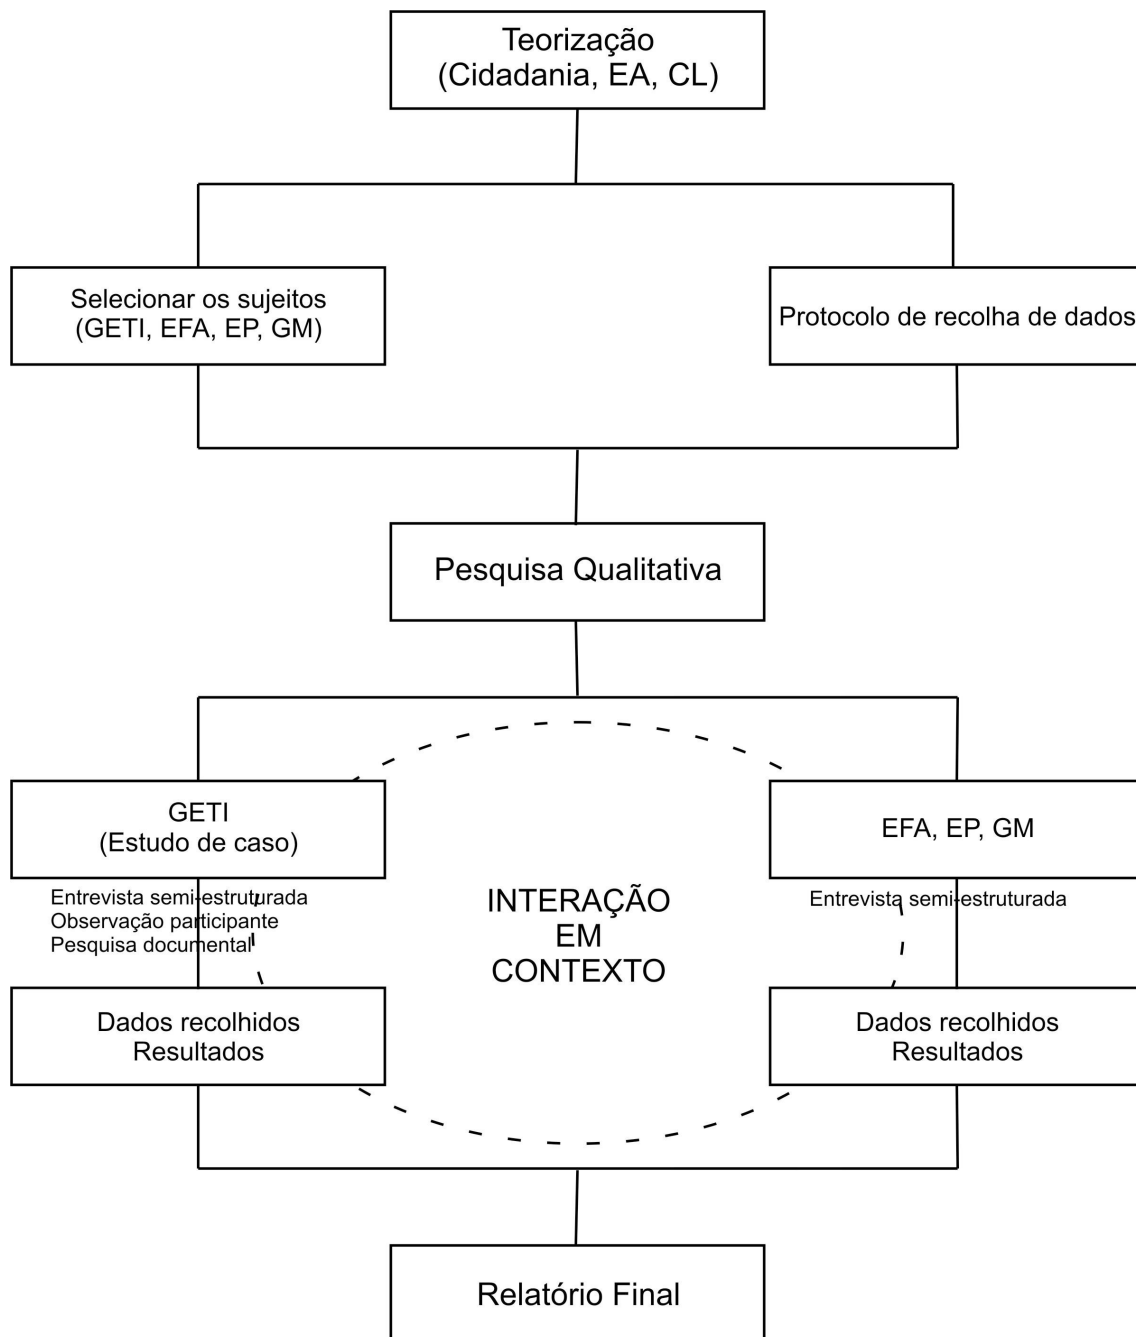 Teorização
(Cidadania, EA, CL)
Selecionar os sujeitos
(GETI, EFA, EP, GM)
Protocolo de recolha de dados
Pesquisa Qualitativa
GETI
(Estudo de caso)
EFA, EP, GM
Entrevista semi-estruturada
Observação participante
Pesquisa documental
Entrevista semi-estruturada
INTERAÇÃO
EM
CONTEXTO
Dados recolhidos
Resultados
Dados recolhidos
Resultados
Relatório Final